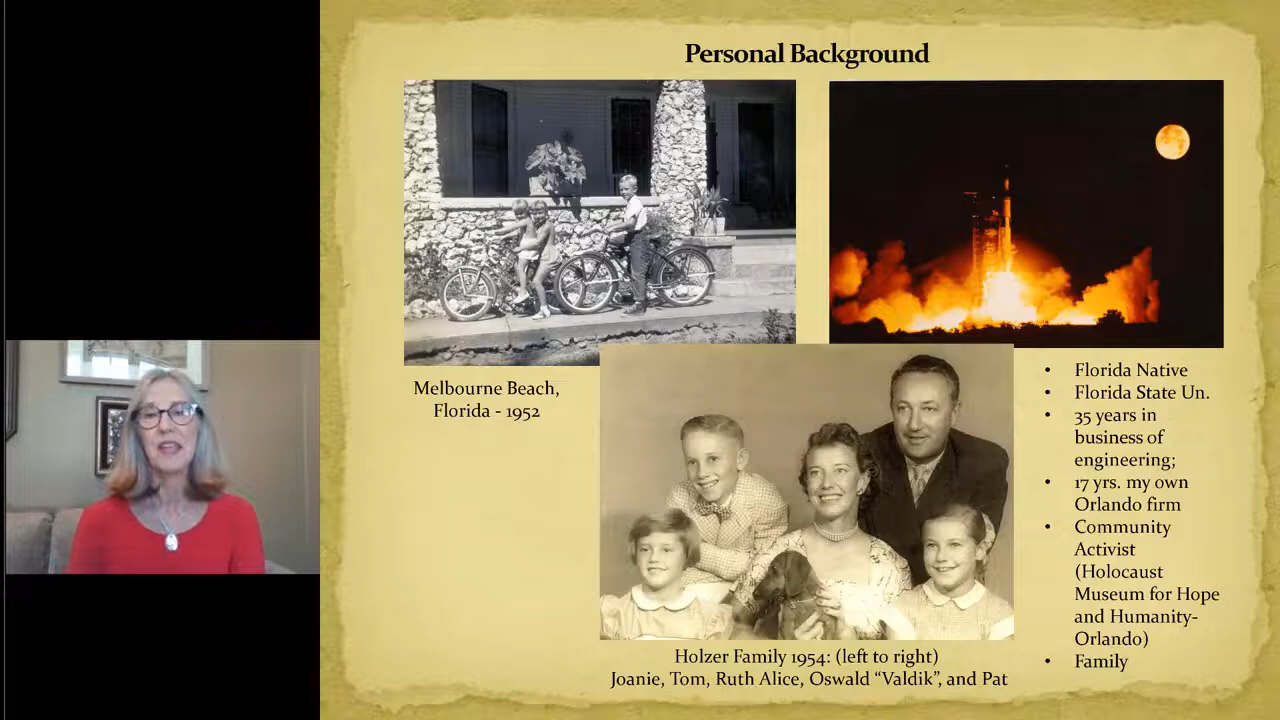 Personal Background
Melbourne Beach,
Florida - 1952
Holzer Family 1954: (left to right)
Joanie, Tom, Ruth Alice, Oswald “Valdik”, and Pat
• Florida Native
• Florida State Un.
• 35 years in
business of
engineering;
• 17 yrs. my own
Orlando firm
• Community
Activist
(Holocaust
Museum for Hope
and Humanity-
Orlando)
• Family